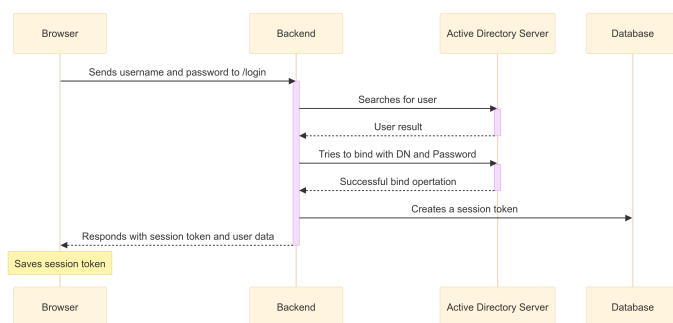 Browser
Backend
Active Directory Server
Database
Sends username and password to /login
Searches for user
User result
Tries to bind with DN and Password
Successful bind opertation
Creates a session token
Responds with session token and user data
Saves session token
Browser
Backend
Active Directory Server
Database